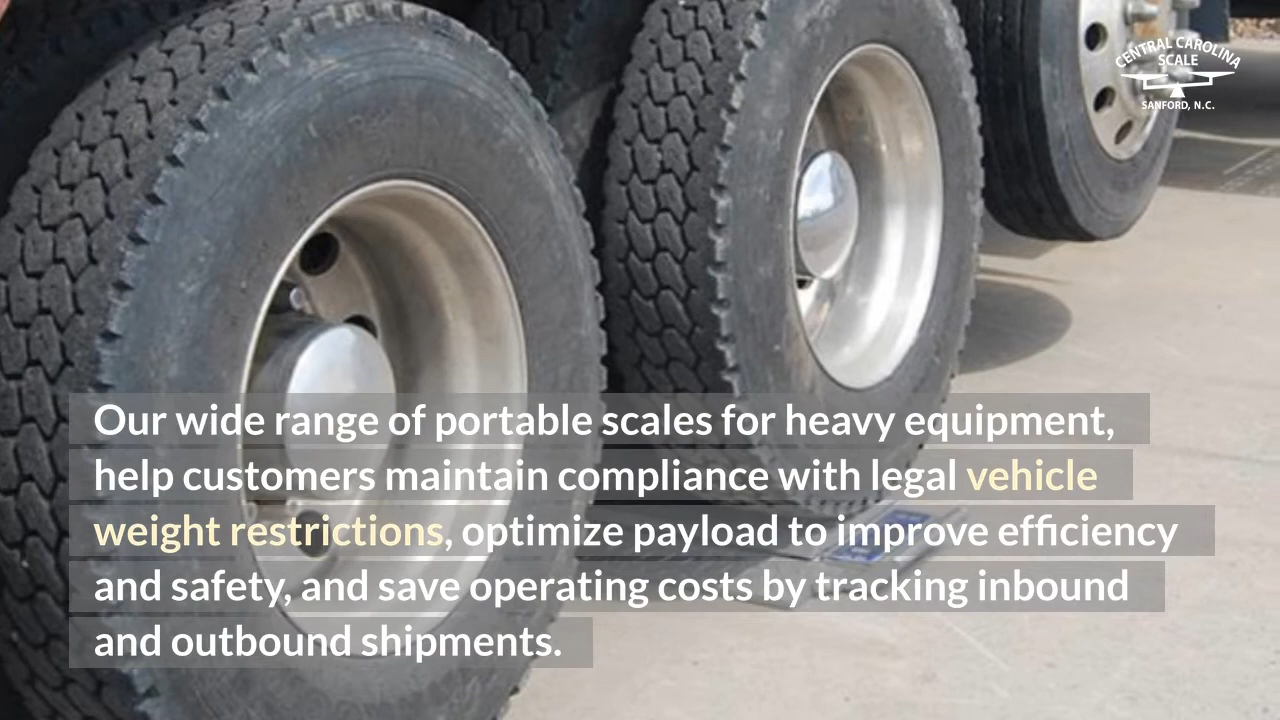 CENTRAL CAROLINA
SCALE
SANFORD, N.C.
Our wide range of portable scales for heavy equipment,
help customers maintain compliance with legal vehicle
weight restrictions, optimize payload to improve efficiency
and safety, and save operating costs by tracking inbound
and outbound shipments.